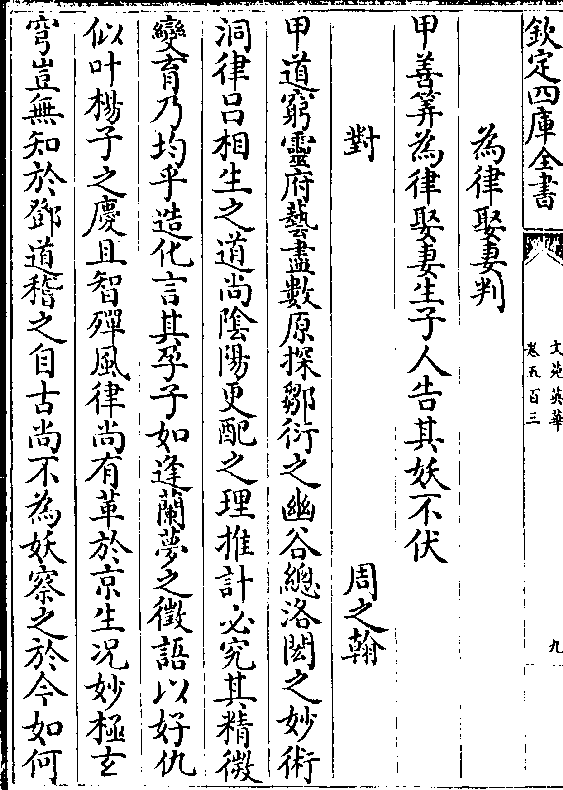 欽定四庫全書
文苑英華
卷五百三
九
為律娶妻判
甲善筭為律娶妻生子人告其妖不伏
對
周之翰
甲道窮靈府藝盡數原探鄒衍之幽谷總洛閎之妙術
洞律吕相生之道尚陰陽更配之理推計必究其精微
變育乃均乎造化言其孕子如逢蘭夢之徵語以好仇
似叶楊子之慶且智殫風律尚有革於京生况妙極玄
穹豈無知於鄧道稽之自古尚不為妖察之於今如何